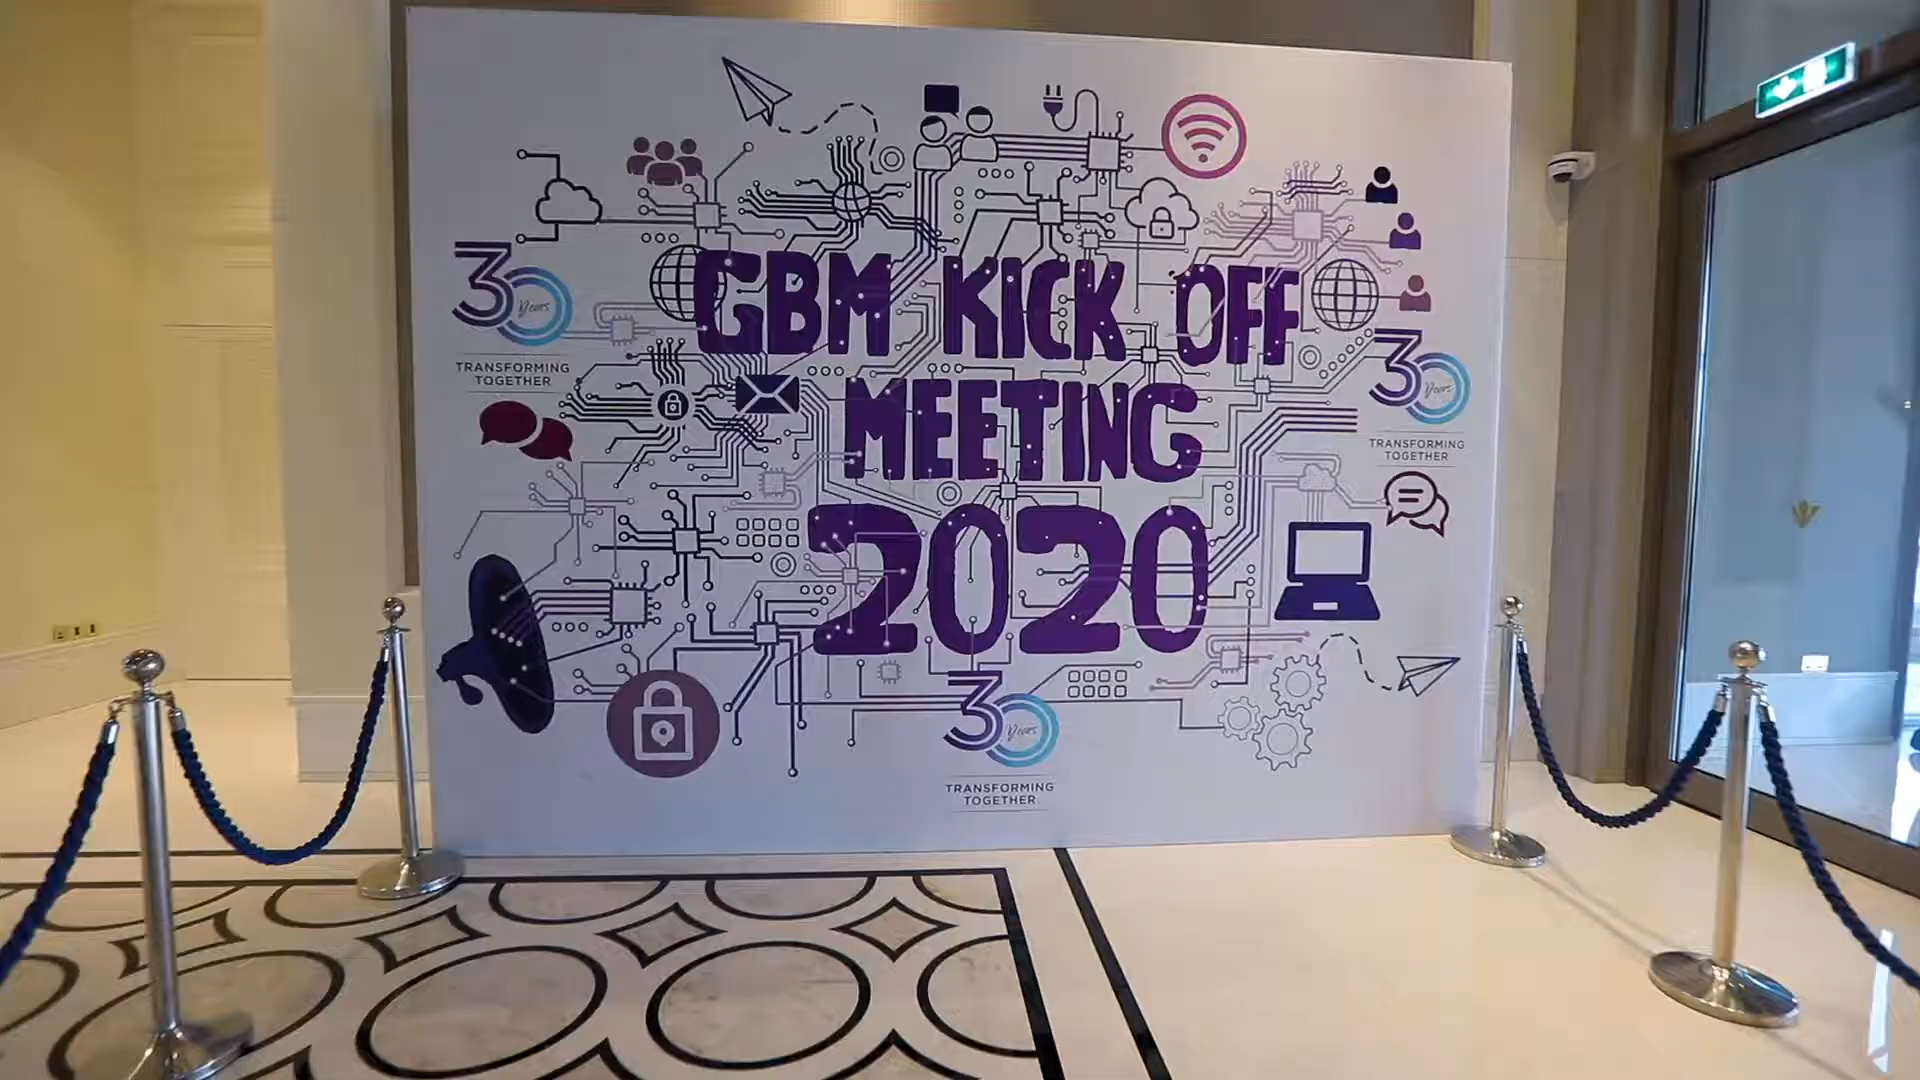 GBM KICK OFF
MEETING
2020
30
Years
TRANSFORMING
TOGETHER
30
Years
TRANSFORMING
TOGETHER
30
Years
TRANSFORMING
TOGETHER